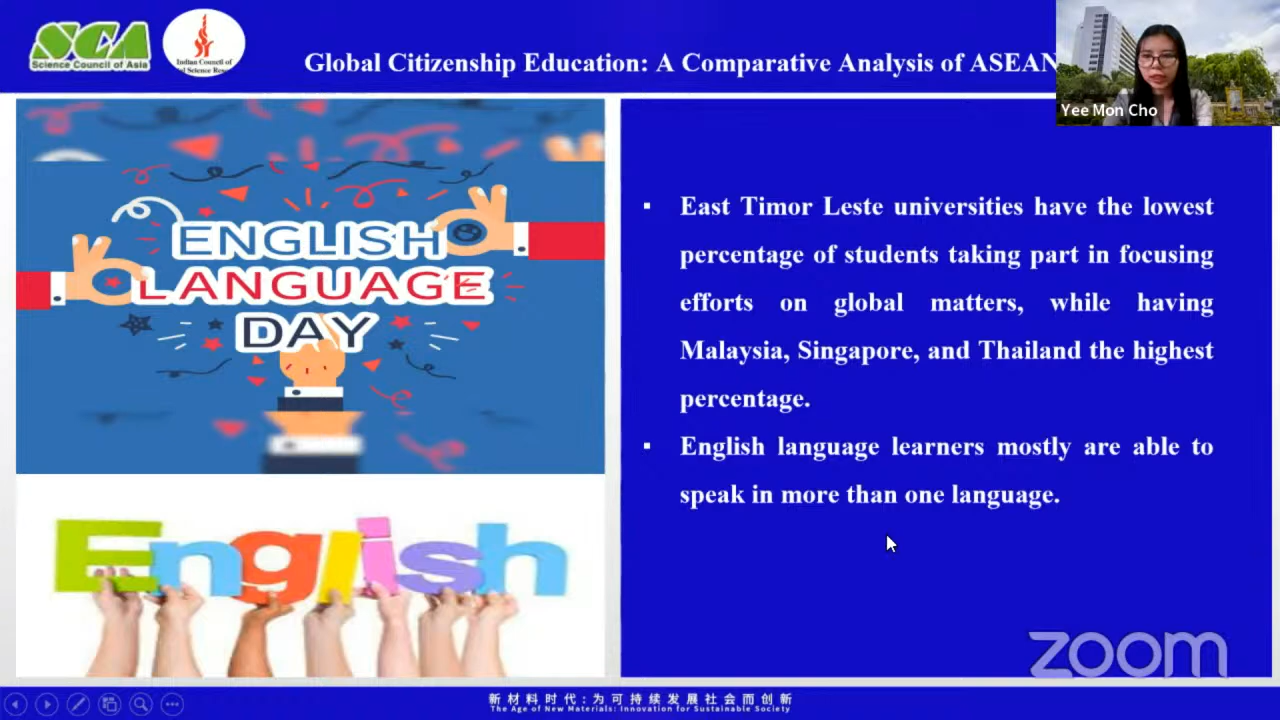 SCA
Science Council of Asia
Indian Council of
Global Citizenship Education: A Comparative Analysis of ASEAN
Yee Mon Cho
ENGLISH
LANGUAGE
DAY
English
▪ East Timor Leste universities have the lowest
percentage of students taking part in focusing
efforts on global matters, while having
Malaysia, Singapore, and Thailand the highest
percentage.
▪ English language learners mostly are able to
speak in more than one language.
zoom
新材料时代:为可持续发展社会而创新
The Age of New Materials: Innovation for Sustainable Society